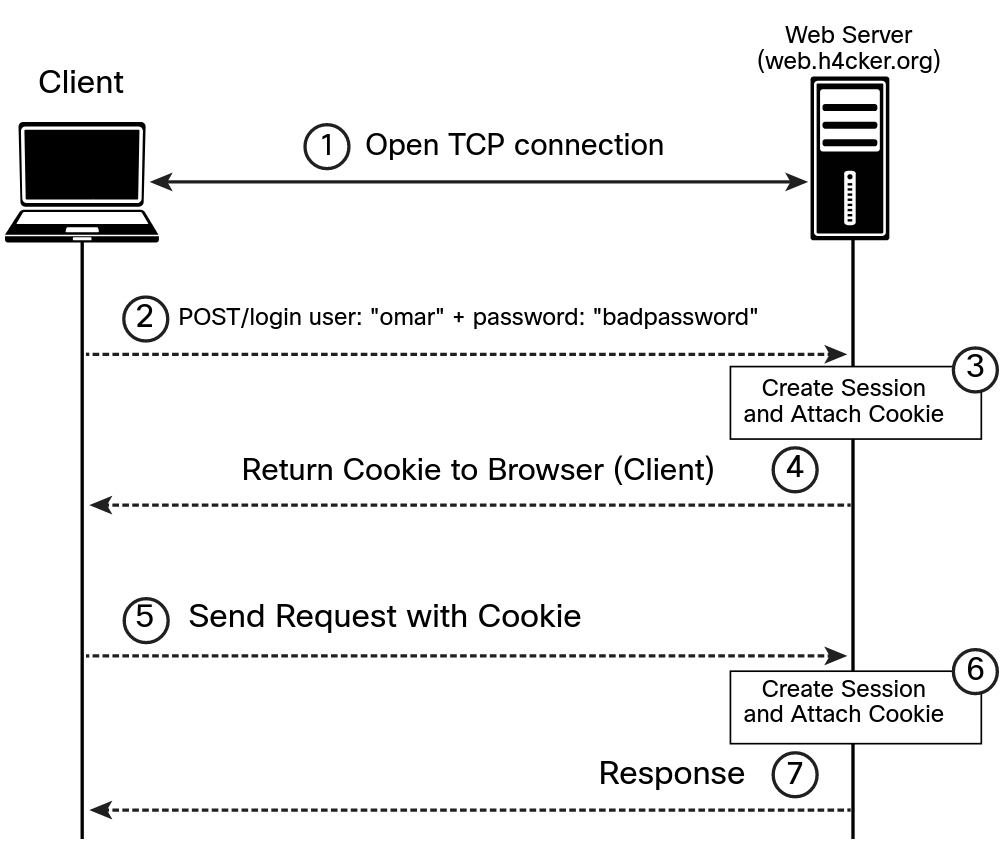 Web Server
(web.h4cker.org)
Client
1 Open TCP connection
2 POST/login user: "omar" + password: "badpassword"
3
Create Session
and Attach Cookie
Return Cookie to Browser (Client) 4
5 Send Request with Cookie
6
Create Session
and Attach Cookie
Response 7